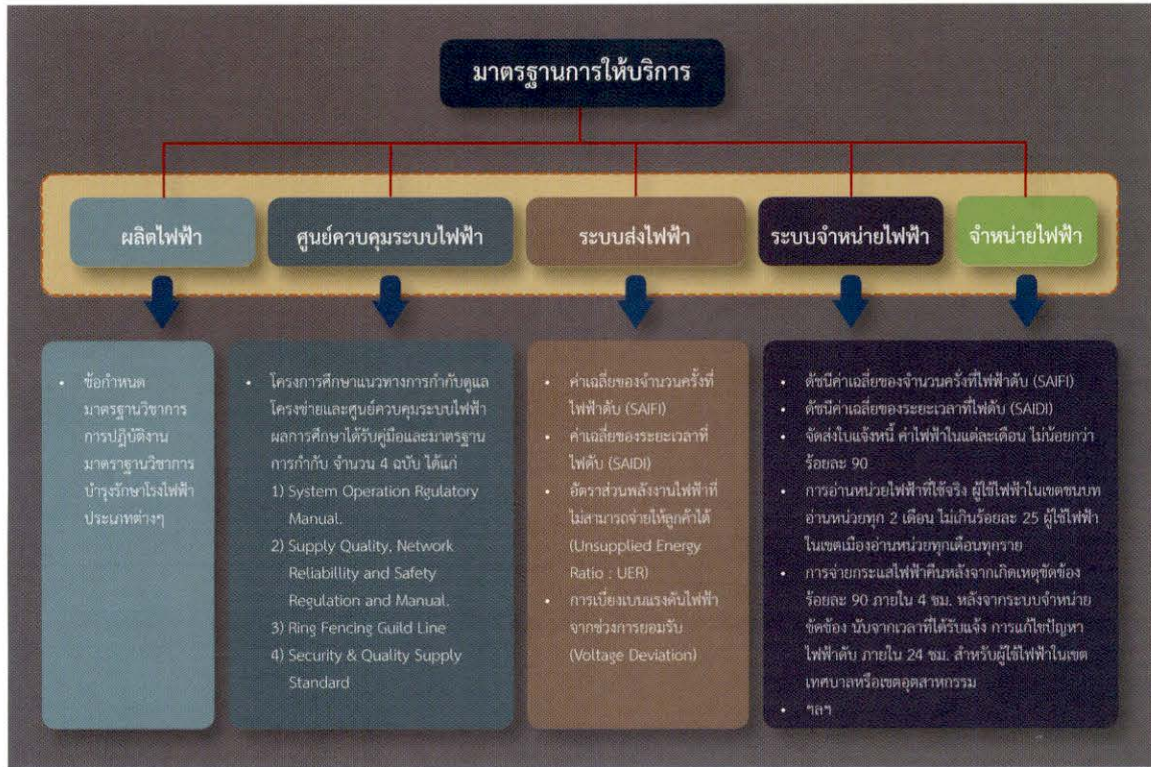 มาตรฐานการให้บริการ
ผลิตไฟฟ้า
ศูนย์ควบคุมระบบไฟฟ้า
ระบบส่งไฟฟ้า
ระบบจำหน่ายไฟฟ้า
จำหน่ายไฟฟ้า
• ข้อกำหนด
มาตรฐานวิชาการ
การปฏิบัติงาน
มาตราฐานวิชาการ
บำรุงรักษาโรงไฟฟ้า
ประเภทต่างๆ
• โครงการศึกษาแนวทางการกำกับดูแล
โครงข่ายและศูนย์ควบคุมระบบไฟฟ้า
ผลการศึกษาได้รับคู่มือและมาตรฐาน
การกำกับ จำนวน 4 ฉบับ ได้แก่
1) System Operation Rgulatory
Manual.
2) Supply Quality, Network
Reliabillity and Safety
Regulation and Manual.
3) Ring Fencing Guild Line
4) Security & Quality Supply
Standard
• ค่าเฉลี่ยของจำนวนครั้งที่
ไฟฟ้าดับ (SAIFI)
• ค่าเฉลี่ยของระยะเวลาที่
ไฟดับ (SAIDI)
• อัตราส่วนพลังงานไฟฟ้าที่
ไม่สามารถจ่ายให้ลูกค้าได้
(Unsupplied Energy
Ratio : UER)
• การเบี่ยงเบนแรงดันไฟฟ้า
จากช่วงการยอมรับ
(Voltage Deviation)
• ดัชนีค่าเฉลี่ยของจำนวนครั้งที่ไฟฟ้าดับ (SAIFI)
• ดัชนีค่าเฉลี่ยของระยะเวลาที่ไฟดับ (SAIDI)
• จัดส่งใบแจ้งหนี้ ค่าไฟฟ้าในแต่ละเดือน ไม่น้อยกว่า
ร้อยละ 90
• การอ่านหน่วยไฟฟ้าที่ใช้จริง ผู้ใช้ไฟฟ้าในเขตชนบท
อ่านหน่วยทุก 2 เดือน ไม่เกินร้อยละ 25 ผู้ใช้ไฟฟ้า
ในเขตเมืองอ่านหน่วยทุกเดือนทุกราย
• การจ่ายกระแสไฟฟ้าคืนหลังจากเกิดเหตุขัดข้อง
ร้อยละ 90 ภายใน 4 ชม. หลังจากระบบจำหน่าย
ขัดข้อง นับจากเวลาที่ได้รับแจ้ง การแก้ไขปัญหา
ไฟฟ้าดับ ภายใน 24 ชม. สำหรับผู้ใช้ไฟฟ้าในเขต
เทศบาลหรือเขตอุตสาหกรรม
• ฯลฯ